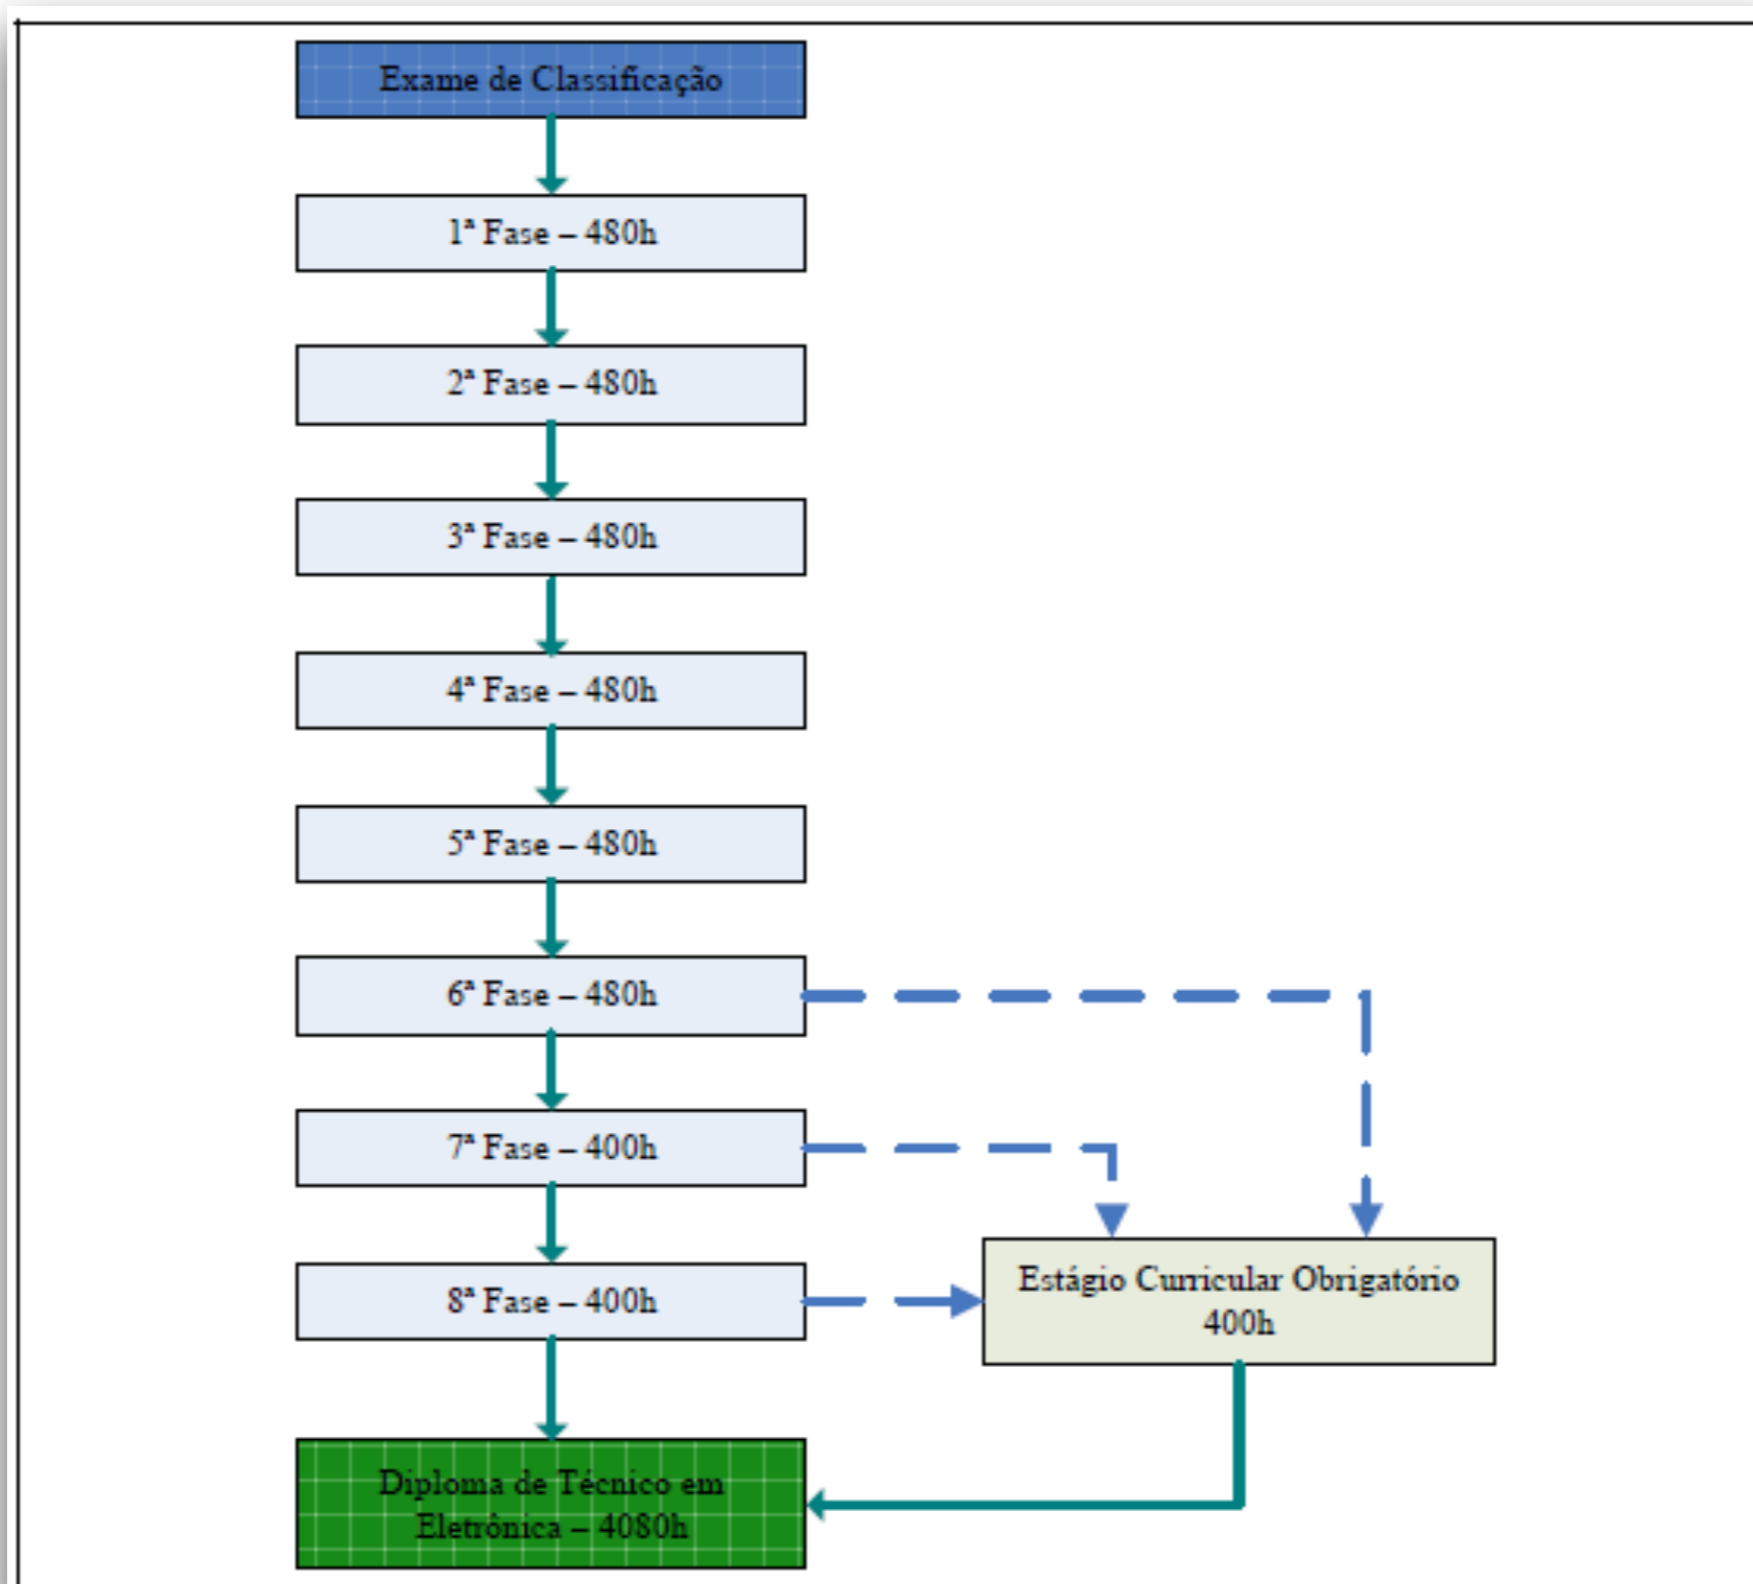 Exame de Classificação
1ª Fase – 480h
2ª Fase – 480h
3ª Fase – 480h
4ª Fase – 480h
5ª Fase – 480h
6ª Fase – 480h
7ª Fase – 400h
8ª Fase – 400h
Estágio Curricular Obrigatório
400h
Diploma de Técnico em
Eletrônica – 4080h